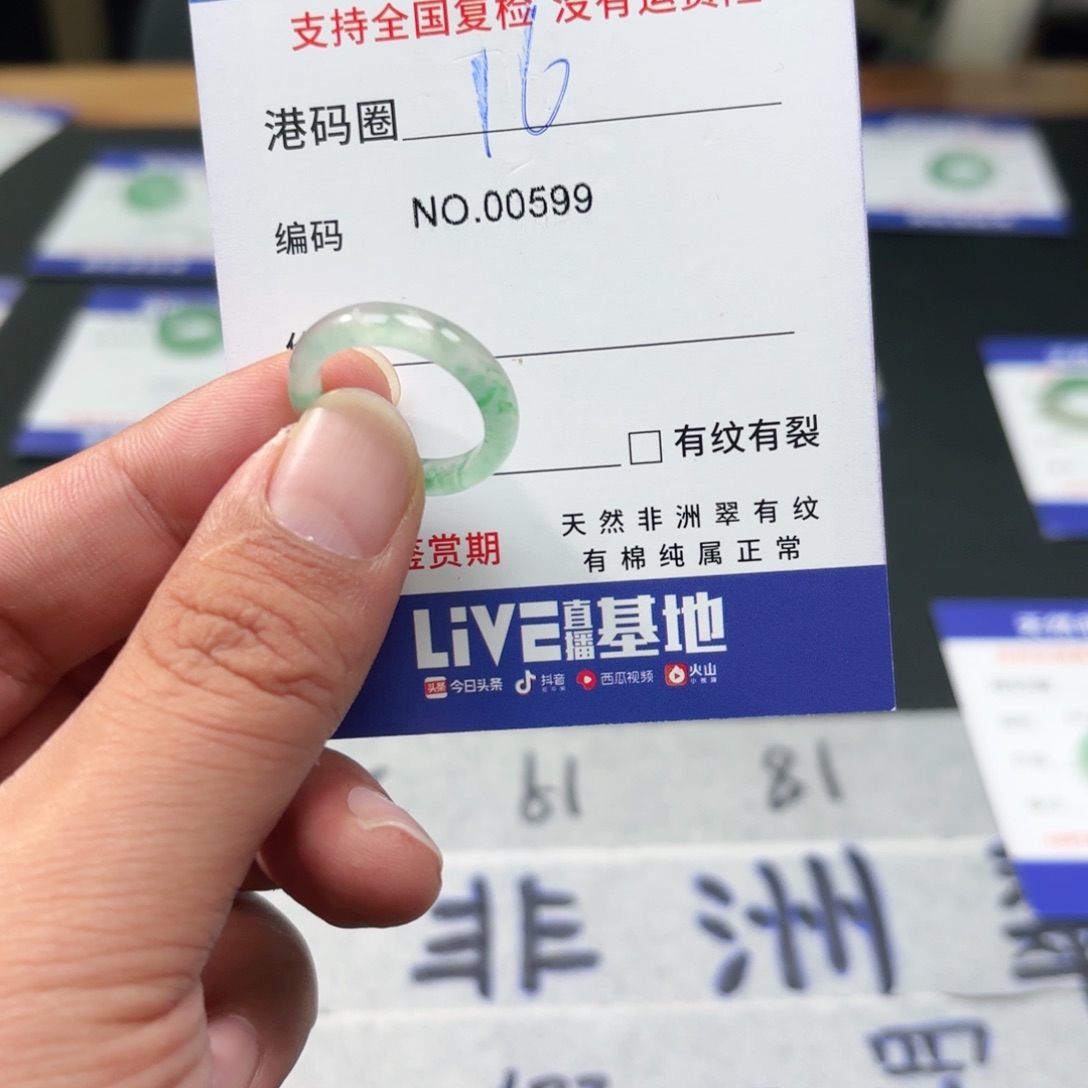 支持全国复检 没有运费险
港码圈 16
编码 NO.00599
有纹有裂
鉴赏期
天然非洲翠有纹
有棉纯属正常
LiVE直播基地
头条 今日头条 抖音 西瓜视频 火山
19 18
非洲